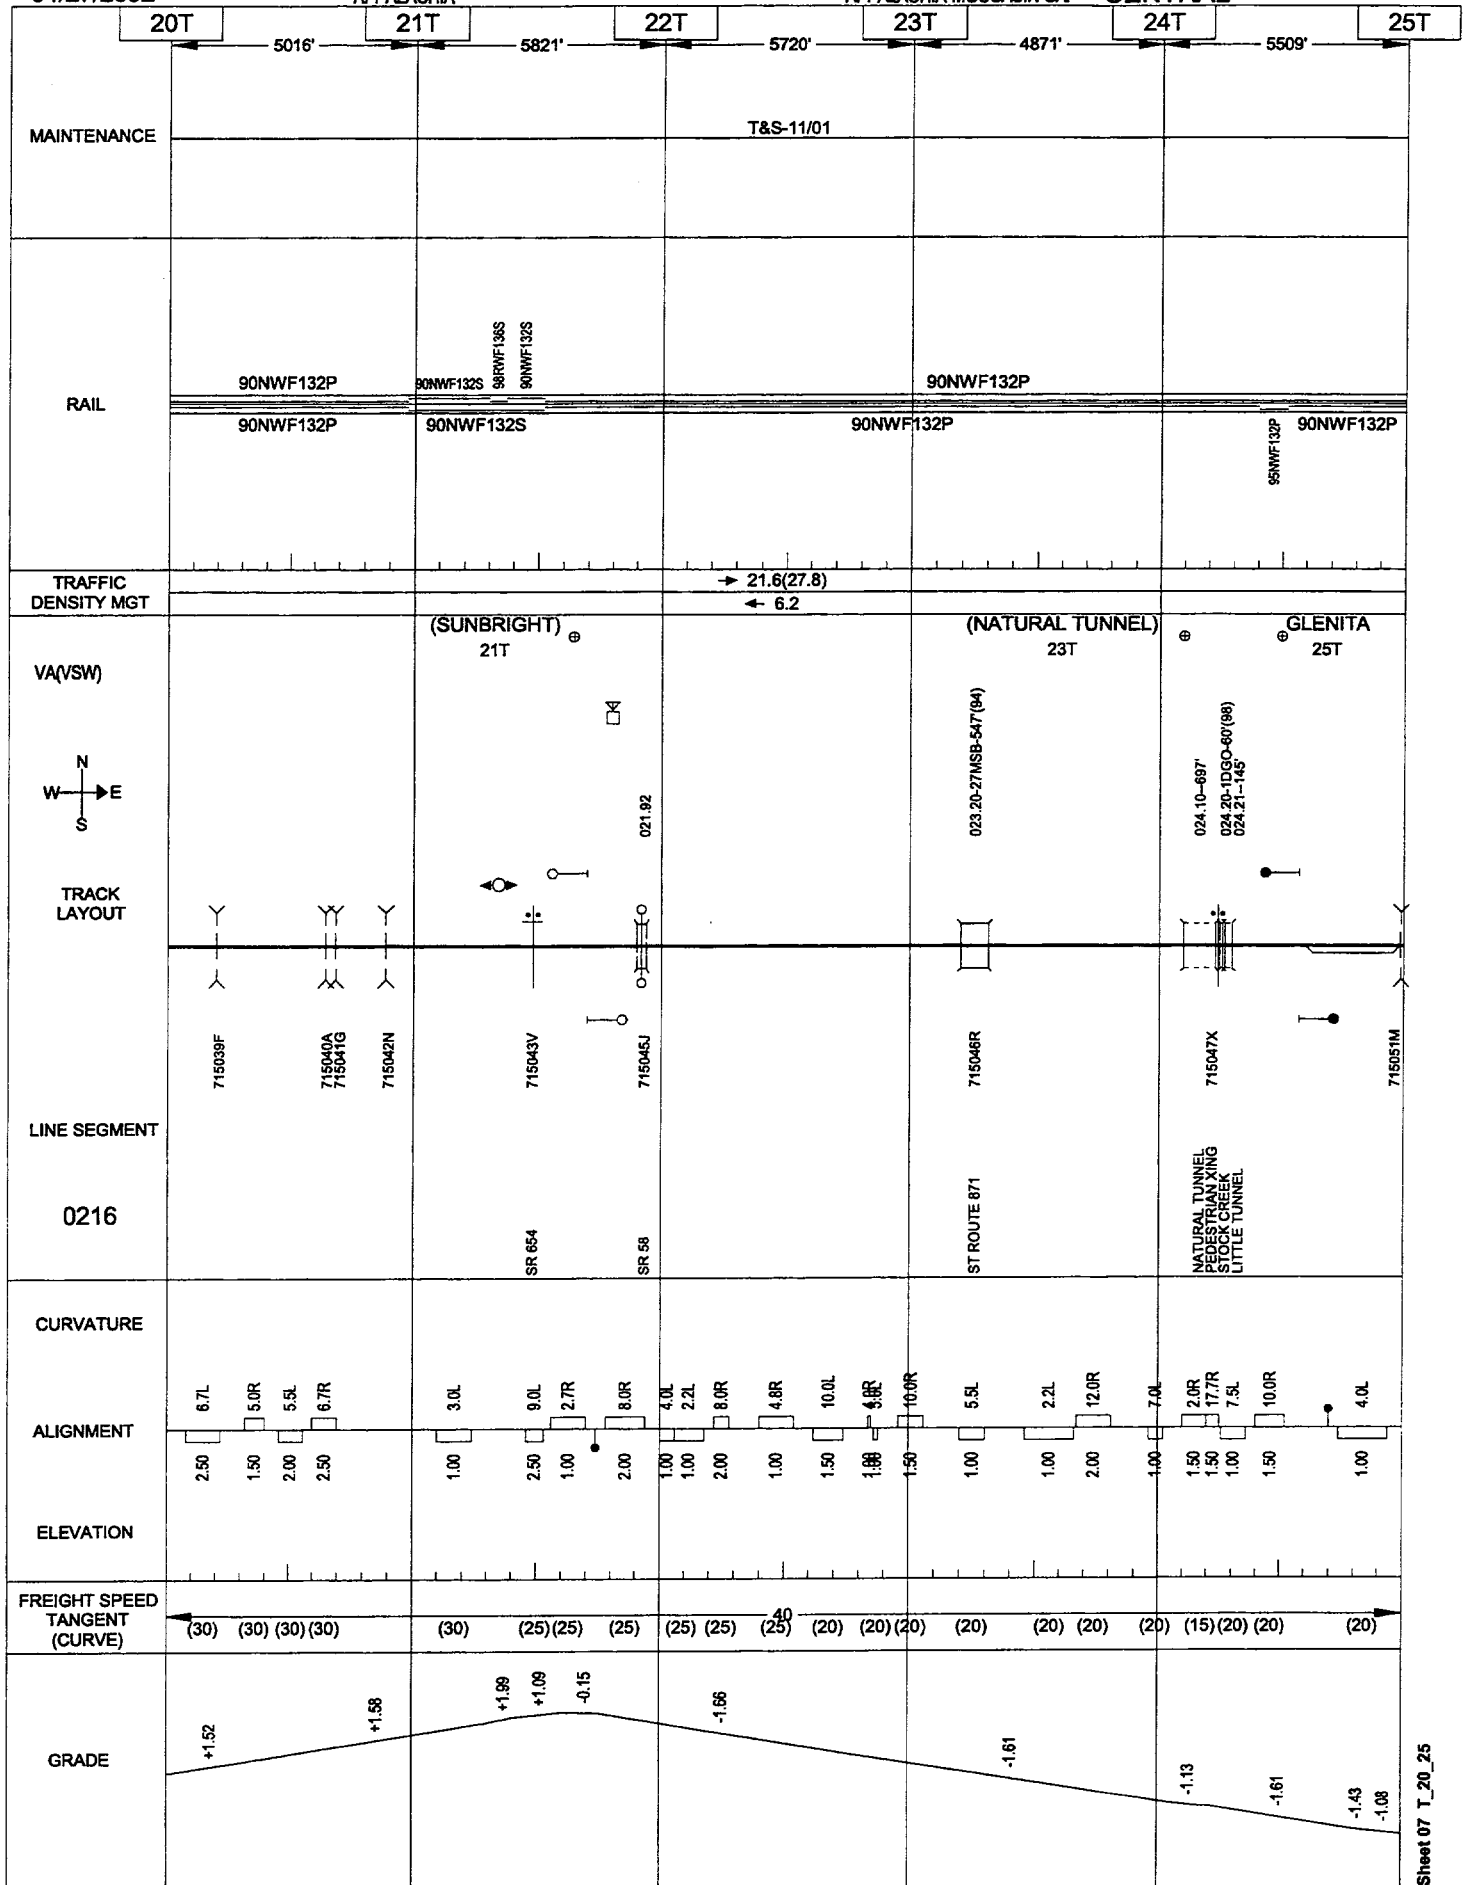 20T 21T 22T 23T 24T 25T
5016' 5821' 5720' 4871' 5509'
MAINTENANCE
T&S-11/01
RAIL
90NWF132P 90NWF132S 98RWF136S 90NWF132S 90NWF132P
90NWF132P 90NWF132S 90NWF132P 95NWF132P 90NWF132P
TRAFFIC
DENSITY MGT
21.6(27.8)
6.2
(SUNBRIGHT)
21T
(NATURAL TUNNEL)
23T
GLENITA
25T
VA(VSW)
N
W E
S
021.92
023.20-27MSB-547'(94)
024.10--697'
024.20-1DGO-60'(98)
024.21--145'
TRACK
LAYOUT
715039F
715040A
715041G
715042N
715043V
715045J
715046R
715047X
715051M
LINE SEGMENT
0216
SR 654
SR 58
ST ROUTE 871
NATURAL TUNNEL
PEDESTRIAN XING
STOCK CREEK
LITTLE TUNNEL
CURVATURE
6.7L 5.0R 5.5L 6.7R 3.0L 9.0L 2.7R 8.0R 4.0L 2.2L 8.0R 4.8R 10.0L 10.0R 5.5L 2.2L 12.0R 7.0L 2.0R 17.7R 7.5L 10.0R 4.0L
ALIGNMENT
2.50 1.50 2.00 2.50 1.00 2.50 1.00 2.00 1.00 1.00 2.00 1.00 1.50 1.50 1.00 1.00 2.00 1.00 1.50 1.50 1.00 1.50 1.00
ELEVATION
FREIGHT SPEED
TANGENT
(CURVE)
40
(30) (30) (30) (30) (30) (25) (25) (25) (25) (25) (25) (20) (20) (20) (20) (20) (20) (20) (15) (20) (20) (20)
GRADE
+1.52 +1.58 +1.99 +1.09 -0.15 -1.66 -1.61 -1.13 -1.61 -1.43 -1.08
Sheet 07 T_20_25